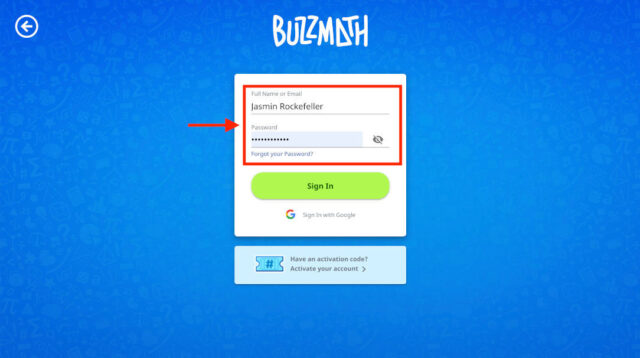 BUZZMATH
Full Name or Email
Jasmin Rockefeller
Password
••••••••••••
Forgot your Password?
Sign In
G Sign In with Google
# Have an activation code?
Activate your account >